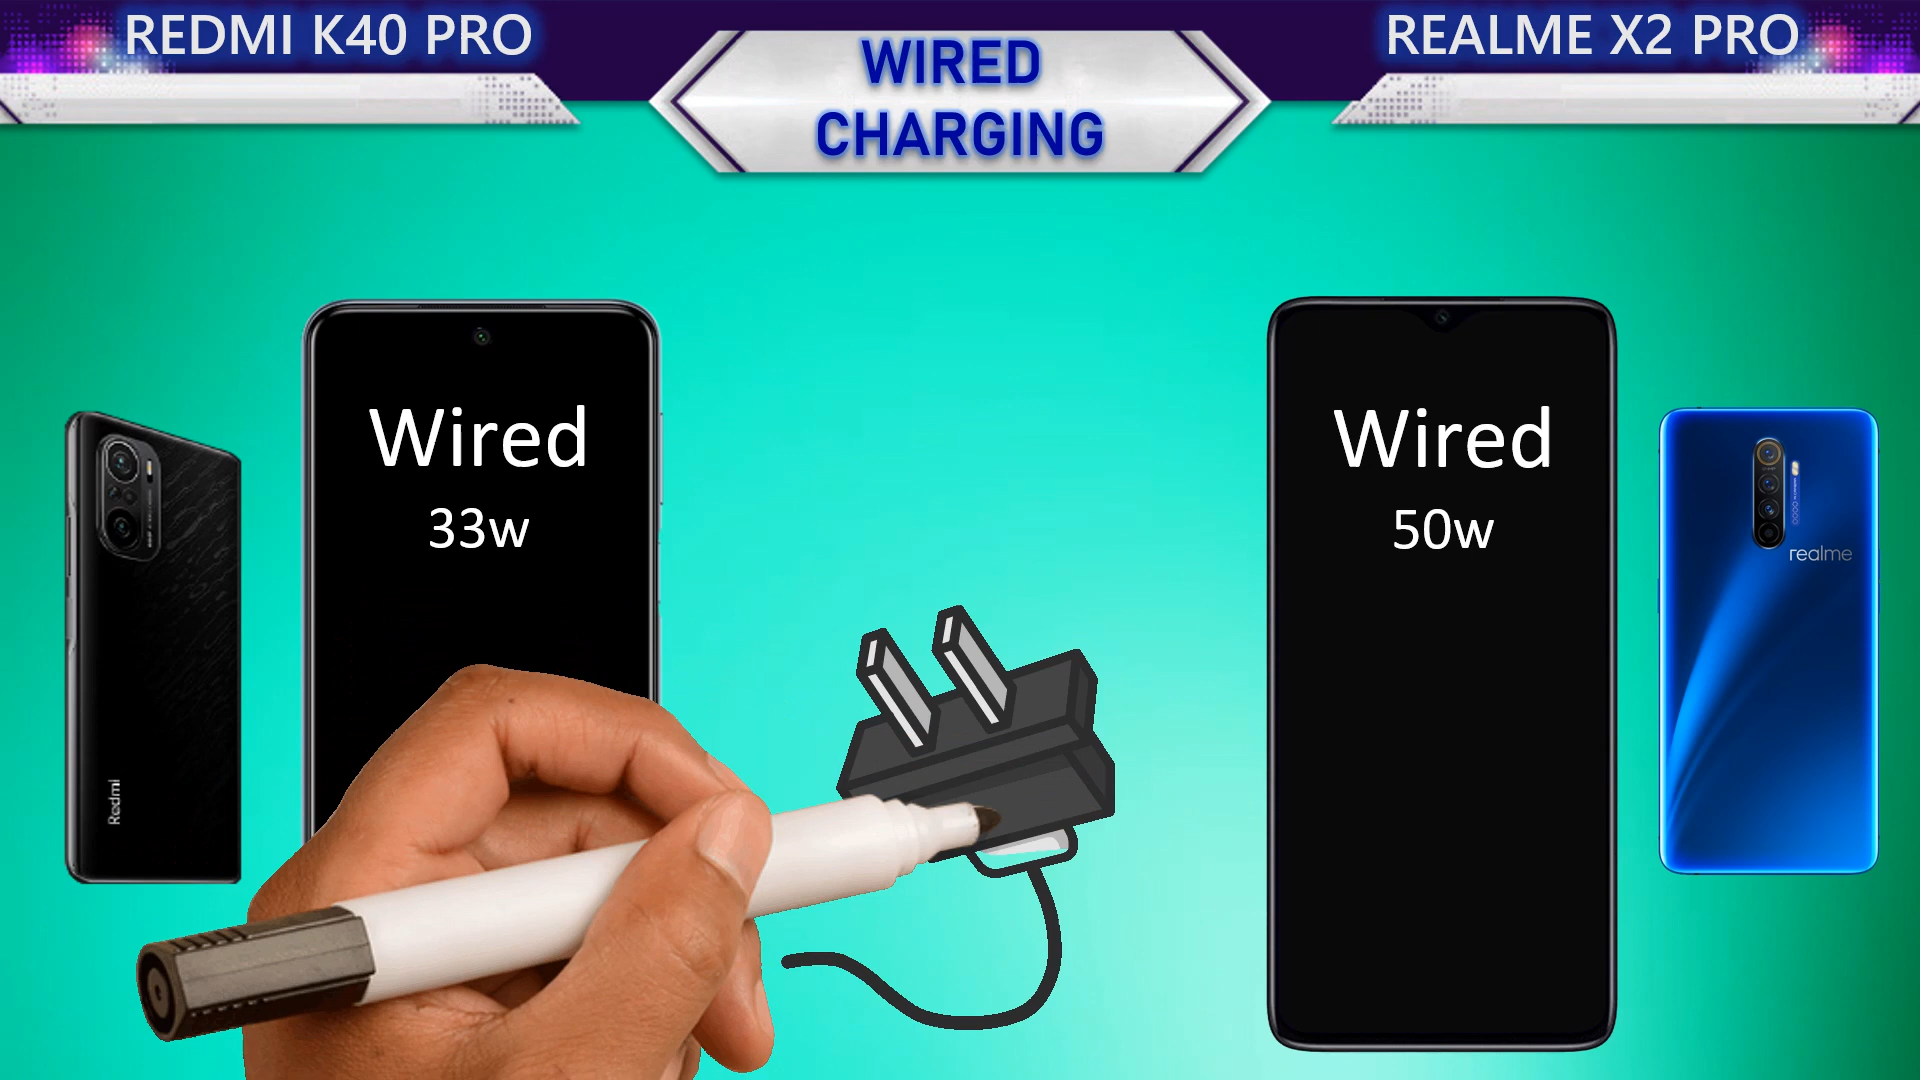 REDMI K40 PRO
WIRED
CHARGING
REALME X2 PRO
Wired
33w
Wired
50w
Redmi
realme